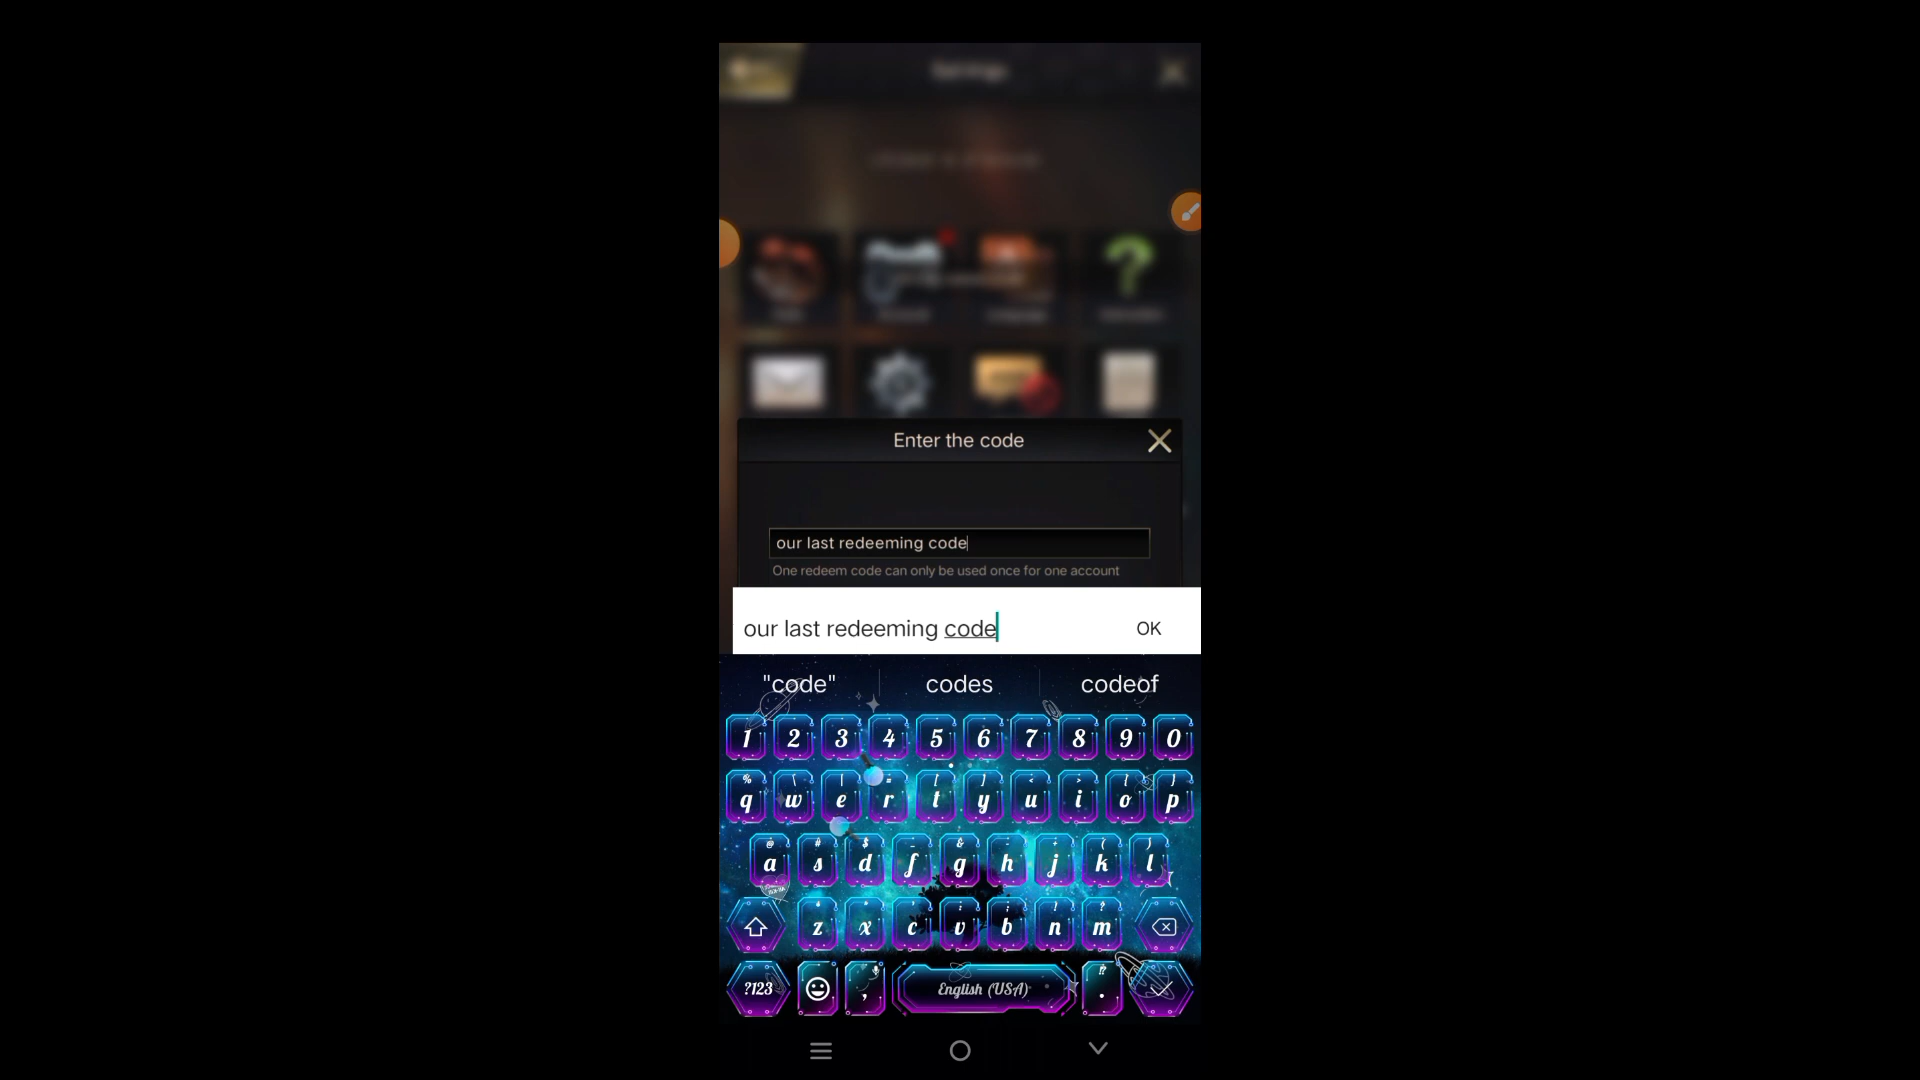 Settings
Enter the code
our last redeeming code
One redeem code can only be used once for one account
our last redeeming code
OK
"code" codes codeof
1 2 3 4 5 6 7 8 9 0
% \ | = [ ] < > { }
q w e r t y u i o p
@ # $ _ & - + ( )
a s d f g h j k l
z x c v b n m
?123 , English (USA) .